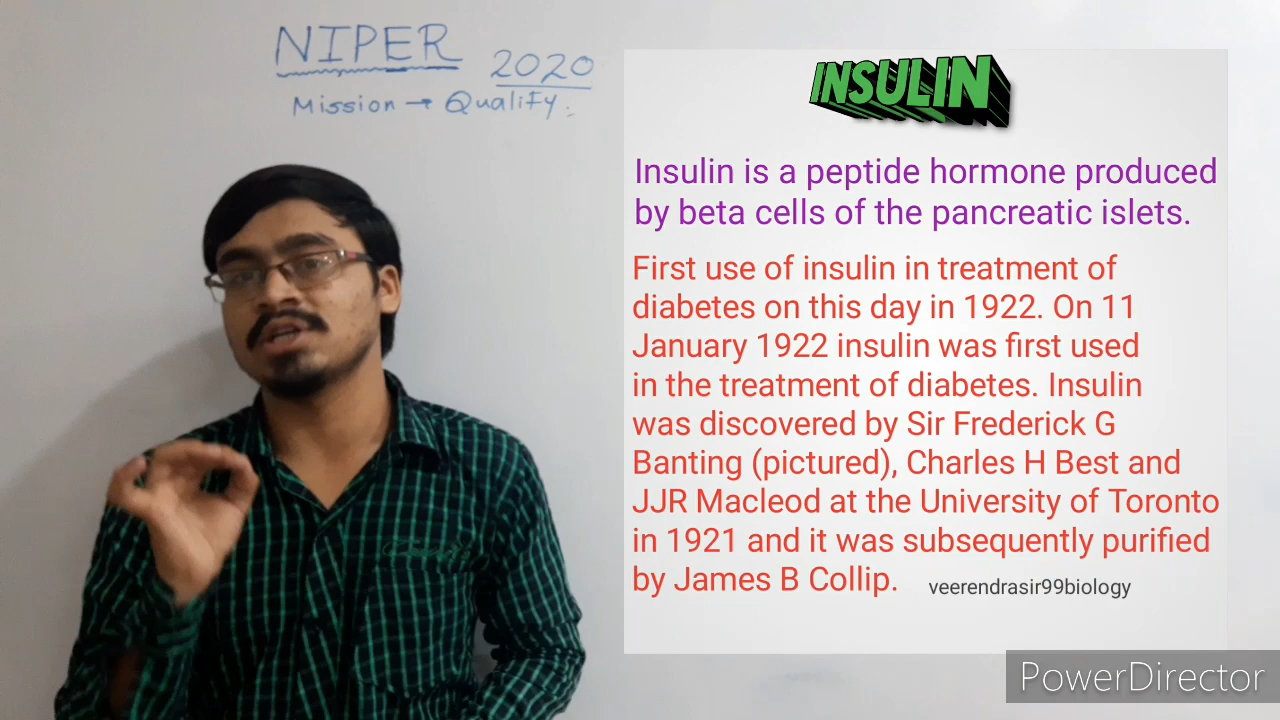 NIPER
2020
Mission → Qualify.
INSULIN
Insulin is a peptide hormone produced
by beta cells of the pancreatic islets.
First use of insulin in treatment of
diabetes on this day in 1922. On 11
January 1922 insulin was first used
in the treatment of diabetes. Insulin
was discovered by Sir Frederick G
Banting (pictured), Charles H Best and
JJR Macleod at the University of Toronto
in 1921 and it was subsequently purified
by James B Collip.
veerendrasir99biology
PowerDirector